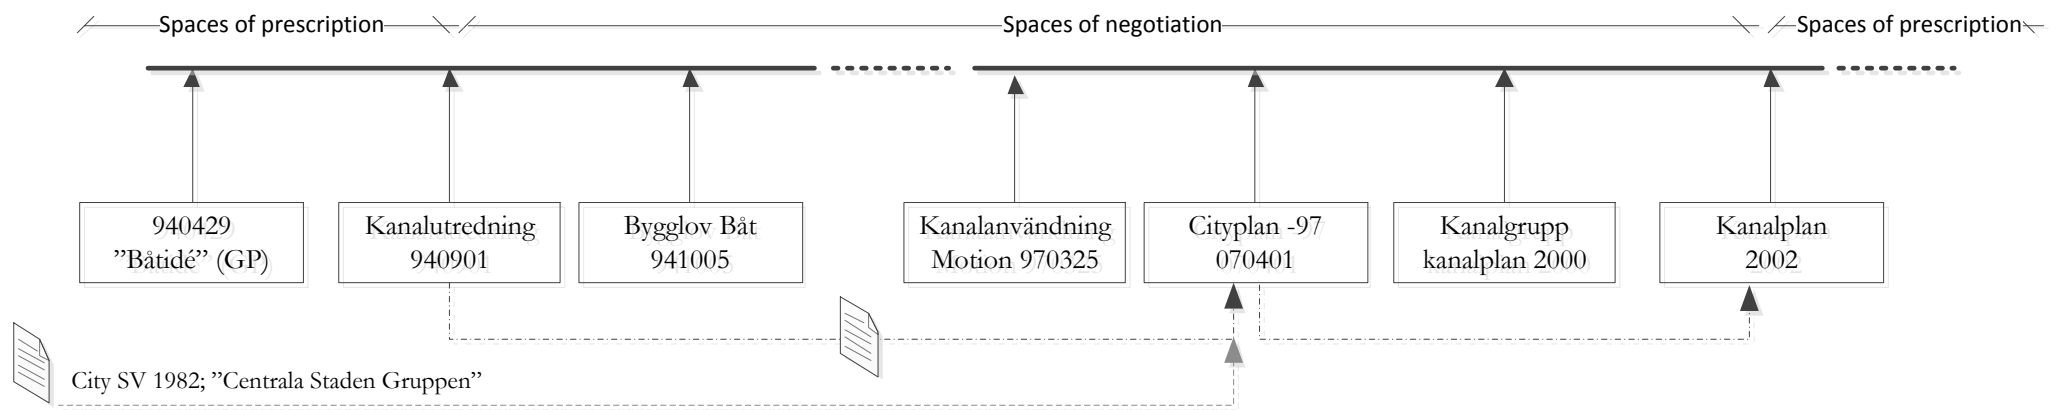 Spaces of prescription
Spaces of negotiation
Spaces of prescription
940429
”Båtidé” (GP)
Kanalutredning
940901
Bygglov Båt
941005
Kanalanvändning
Motion 970325
Cityplan -97
070401
Kanalgrupp
kanalplan 2000
Kanalplan
2002
City SV 1982; ”Centrala Staden Gruppen”